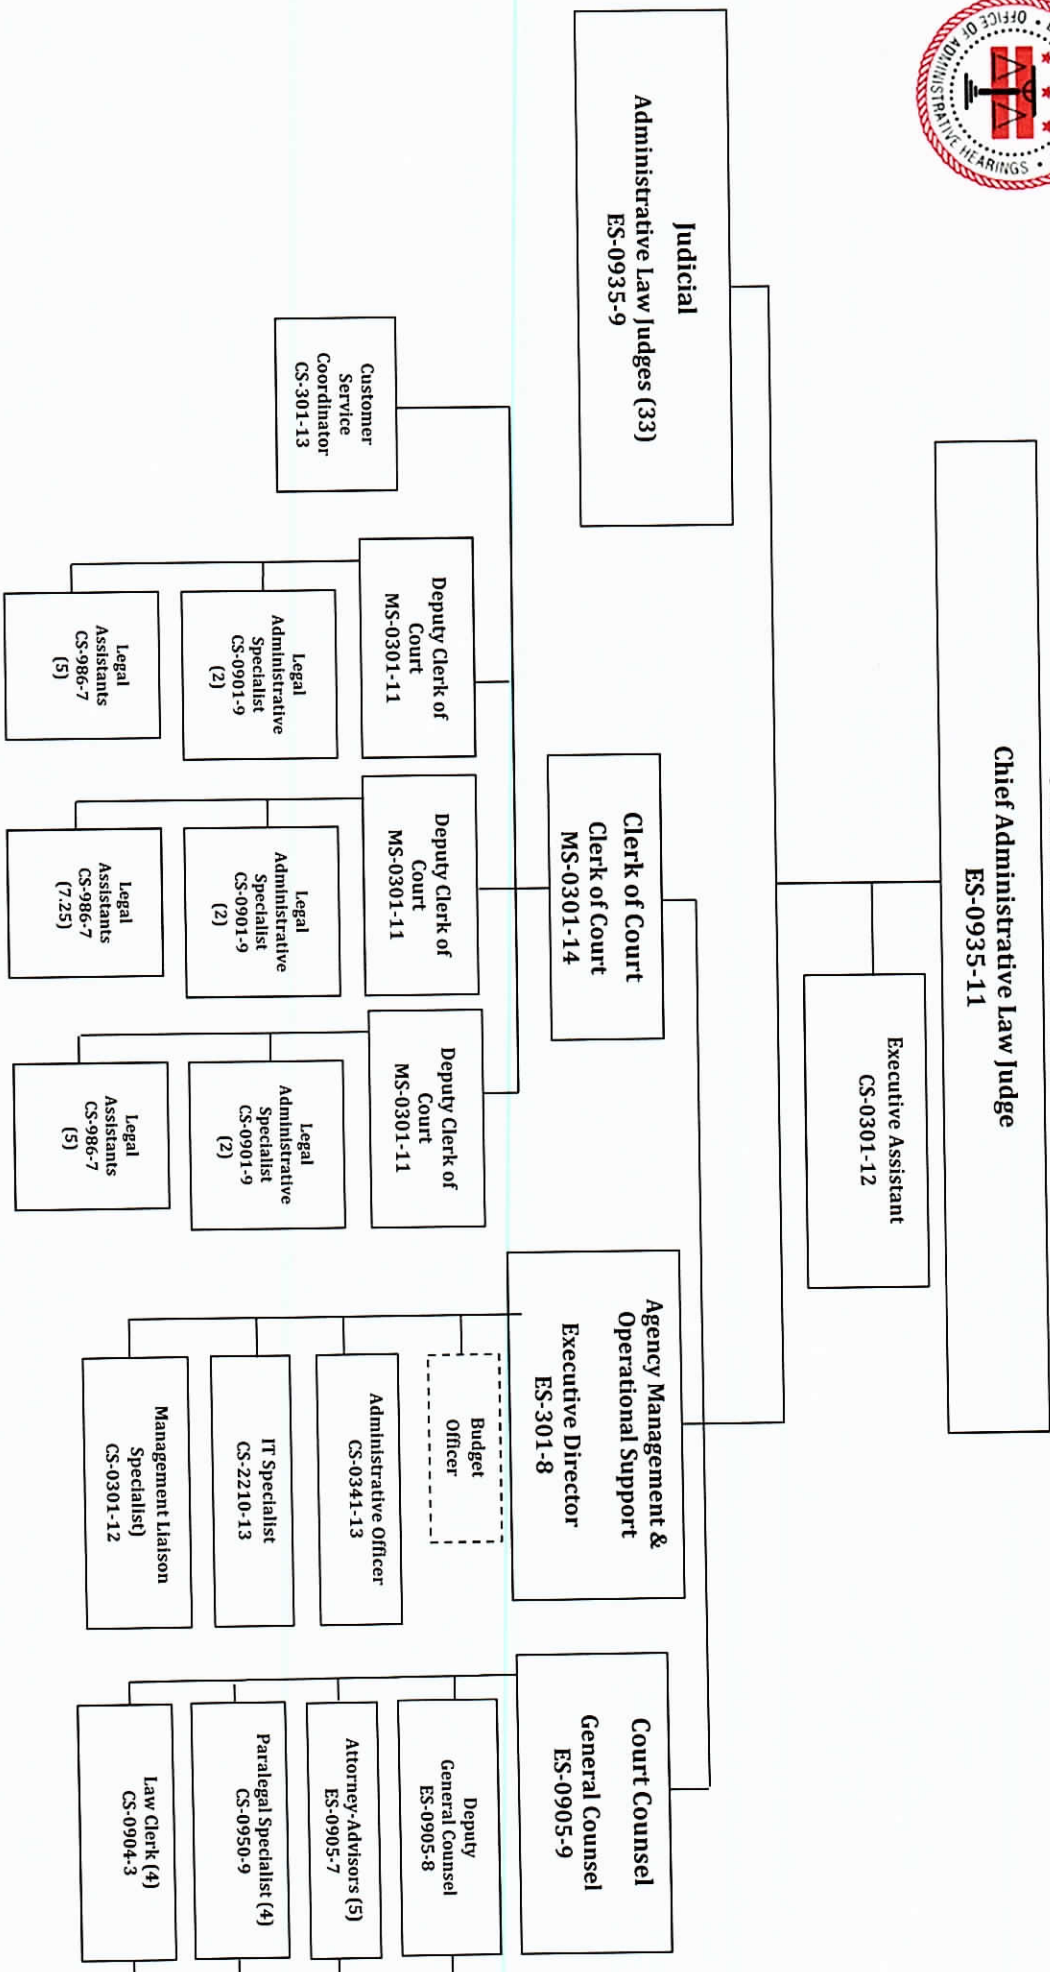 OFFICE OF ADMINISTRATIVE HEARINGS
Chief Administrative Law Judge
ES-0935-11
Executive Assistant
CS-0301-12
Judicial
Administrative Law Judges (33)
ES-0935-9
Clerk of Court
Clerk of Court
MS-0301-14
Agency Management &
Operational Support
Executive Director
ES-301-8
Court Counsel
General Counsel
ES-0905-9
Customer
Service
Coordinator
CS-301-13
Deputy Clerk of
Court
MS-0301-11
Legal
Administrative
Specialist
CS-0901-9
(2)
Legal
Assistants
CS-986-7
(5)
Deputy Clerk of
Court
MS-0301-11
Legal
Administrative
Specialist
CS-0901-9
(2)
Legal
Assistants
CS-986-7
(7.25)
Deputy Clerk of
Court
MS-0301-11
Legal
Administrative
Specialist
CS-0901-9
(2)
Legal
Assistants
CS-986-7
(5)
Budget
Officer
Administrative Officer
CS-0341-13
IT Specialist
CS-2210-13
Management Liaison
Specialist)
CS-0301-12
Deputy
General Counsel
ES-0905-8
Attorney-Advisors (5)
ES-0905-7
Paralegal Specialist (4)
CS-0950-9
Law Clerk (4)
CS-0904-3